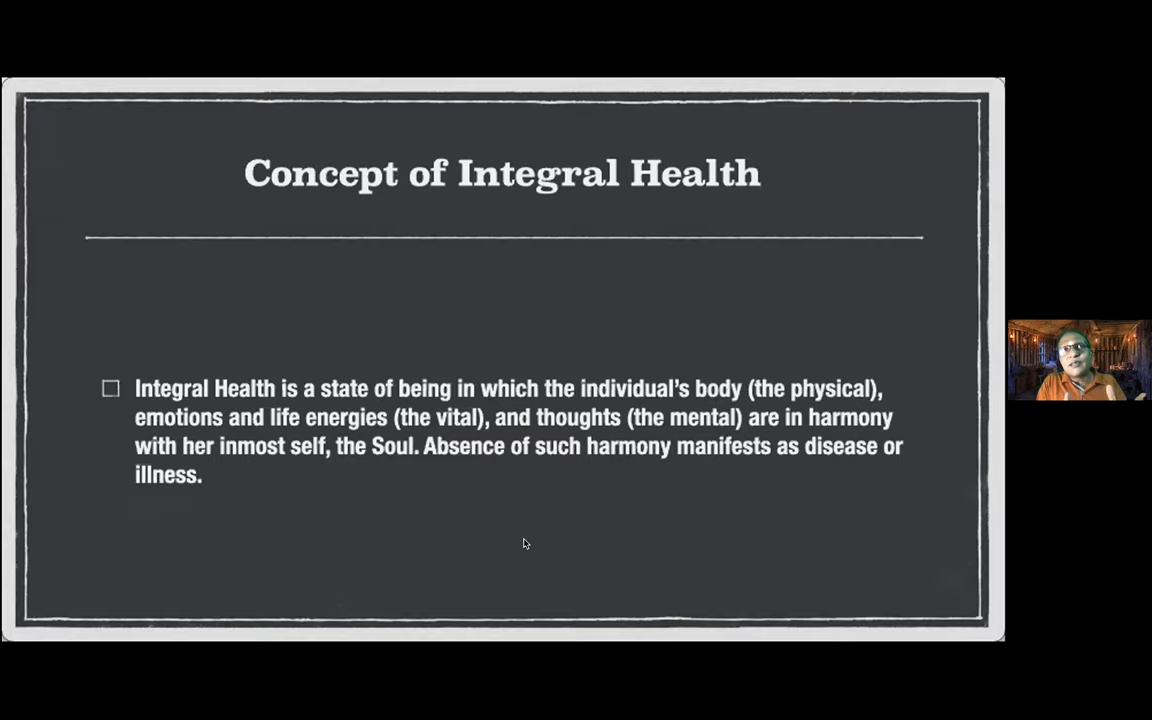 Concept of Integral Health
Integral Health is a state of being in which the individual’s body (the physical),
emotions and life energies (the vital), and thoughts (the mental) are in harmony
with her inmost self, the Soul. Absence of such harmony manifests as disease or
illness.